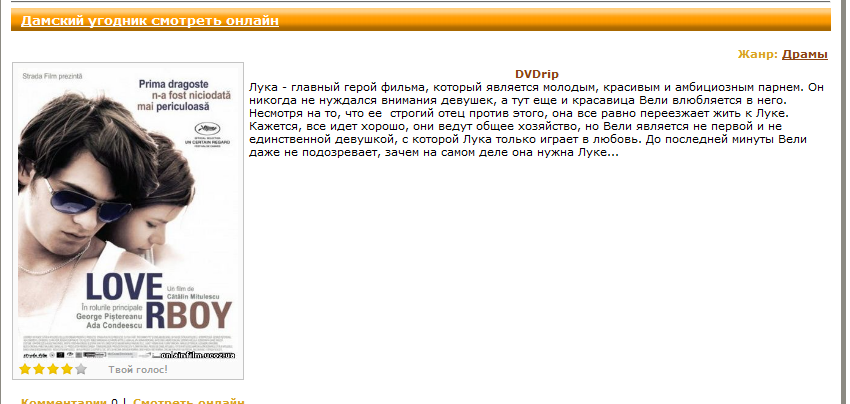 Дамский угодник смотреть онлайн
Жанр: Драмы
DVDrip
Лука - главный герой фильма, который является молодым, красивым и амбициозным парнем. Он
никогда не нуждался внимания девушек, а тут еще и красавица Вели влюбляется в него.
Несмотря на то, что ее строгий отец против этого, она все равно переезжает жить к Луке.
Кажется, все идет хорошо, они ведут общее хозяйство, но Вели является не первой и не
единственной девушкой, с которой Лука только играет в любовь. До последней минуты Вели
даже не подозревает, зачем на самом деле она нужна Луке...
Strada Film prezintă
Prima dragoste
n-a fost niciodată
mai periculoasă
UN CERTAIN REGARD
LOVE
RBOY
Un film de
Cătălin Mitulescu
În rolurile principale
George Piştereanu
Ada Condeescu
onlainfilm.ucoz.ua
Твой голос!
Комментарии 0 | Смотреть онлайн